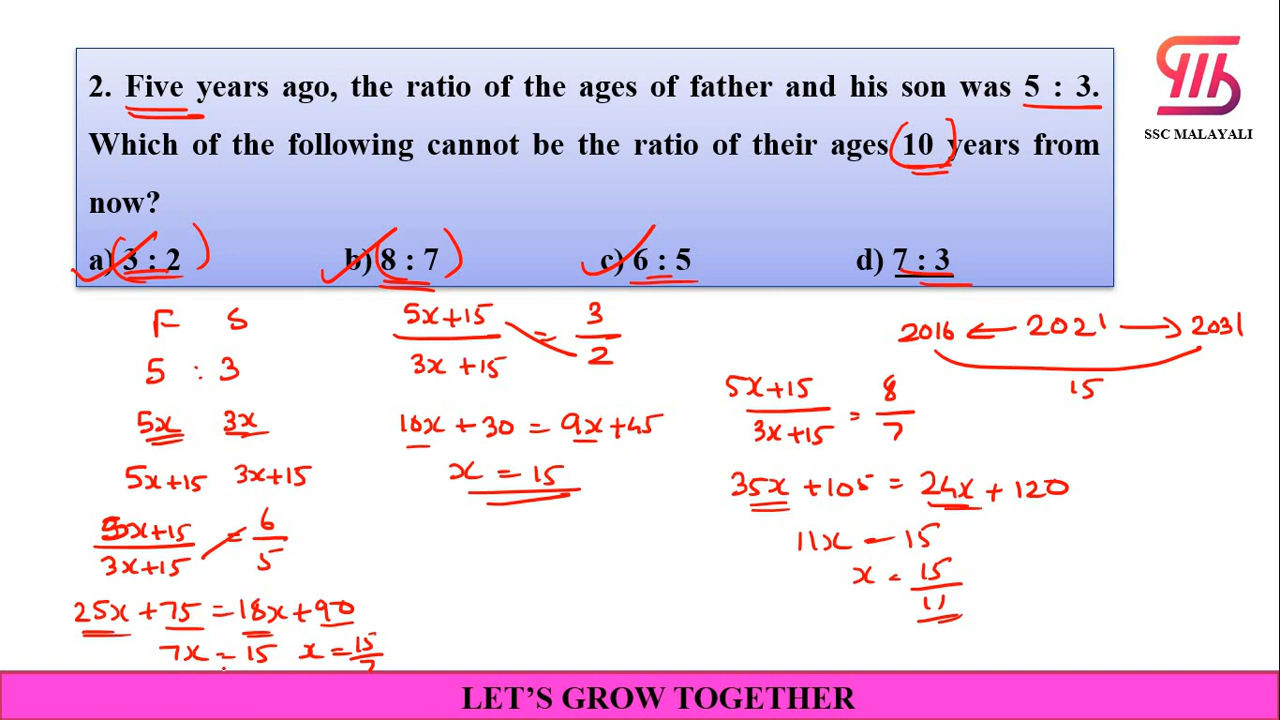 2. Five years ago, the ratio of the ages of father and his son was 5 : 3.
Which of the following cannot be the ratio of their ages 10 years from
now?
a) 3 : 2 b) 8 : 7 c) 6 : 5 d) 7 : 3
SSC MALAYALI
F S
5 : 3
5x 3x
5x+15 3x+15
5x+15 / 3x+15 = 6/5
25x + 75 = 18x + 90
7x = 15 x = 15/7
5x+15 / 3x+15 = 3/2
10x + 30 = 9x + 45
x = 15
2016 ← 2021 → 2031
15
5x+15 / 3x+15 = 8/7
35x + 105 = 24x + 120
11x = 15
x = 15/11
LET'S GROW TOGETHER